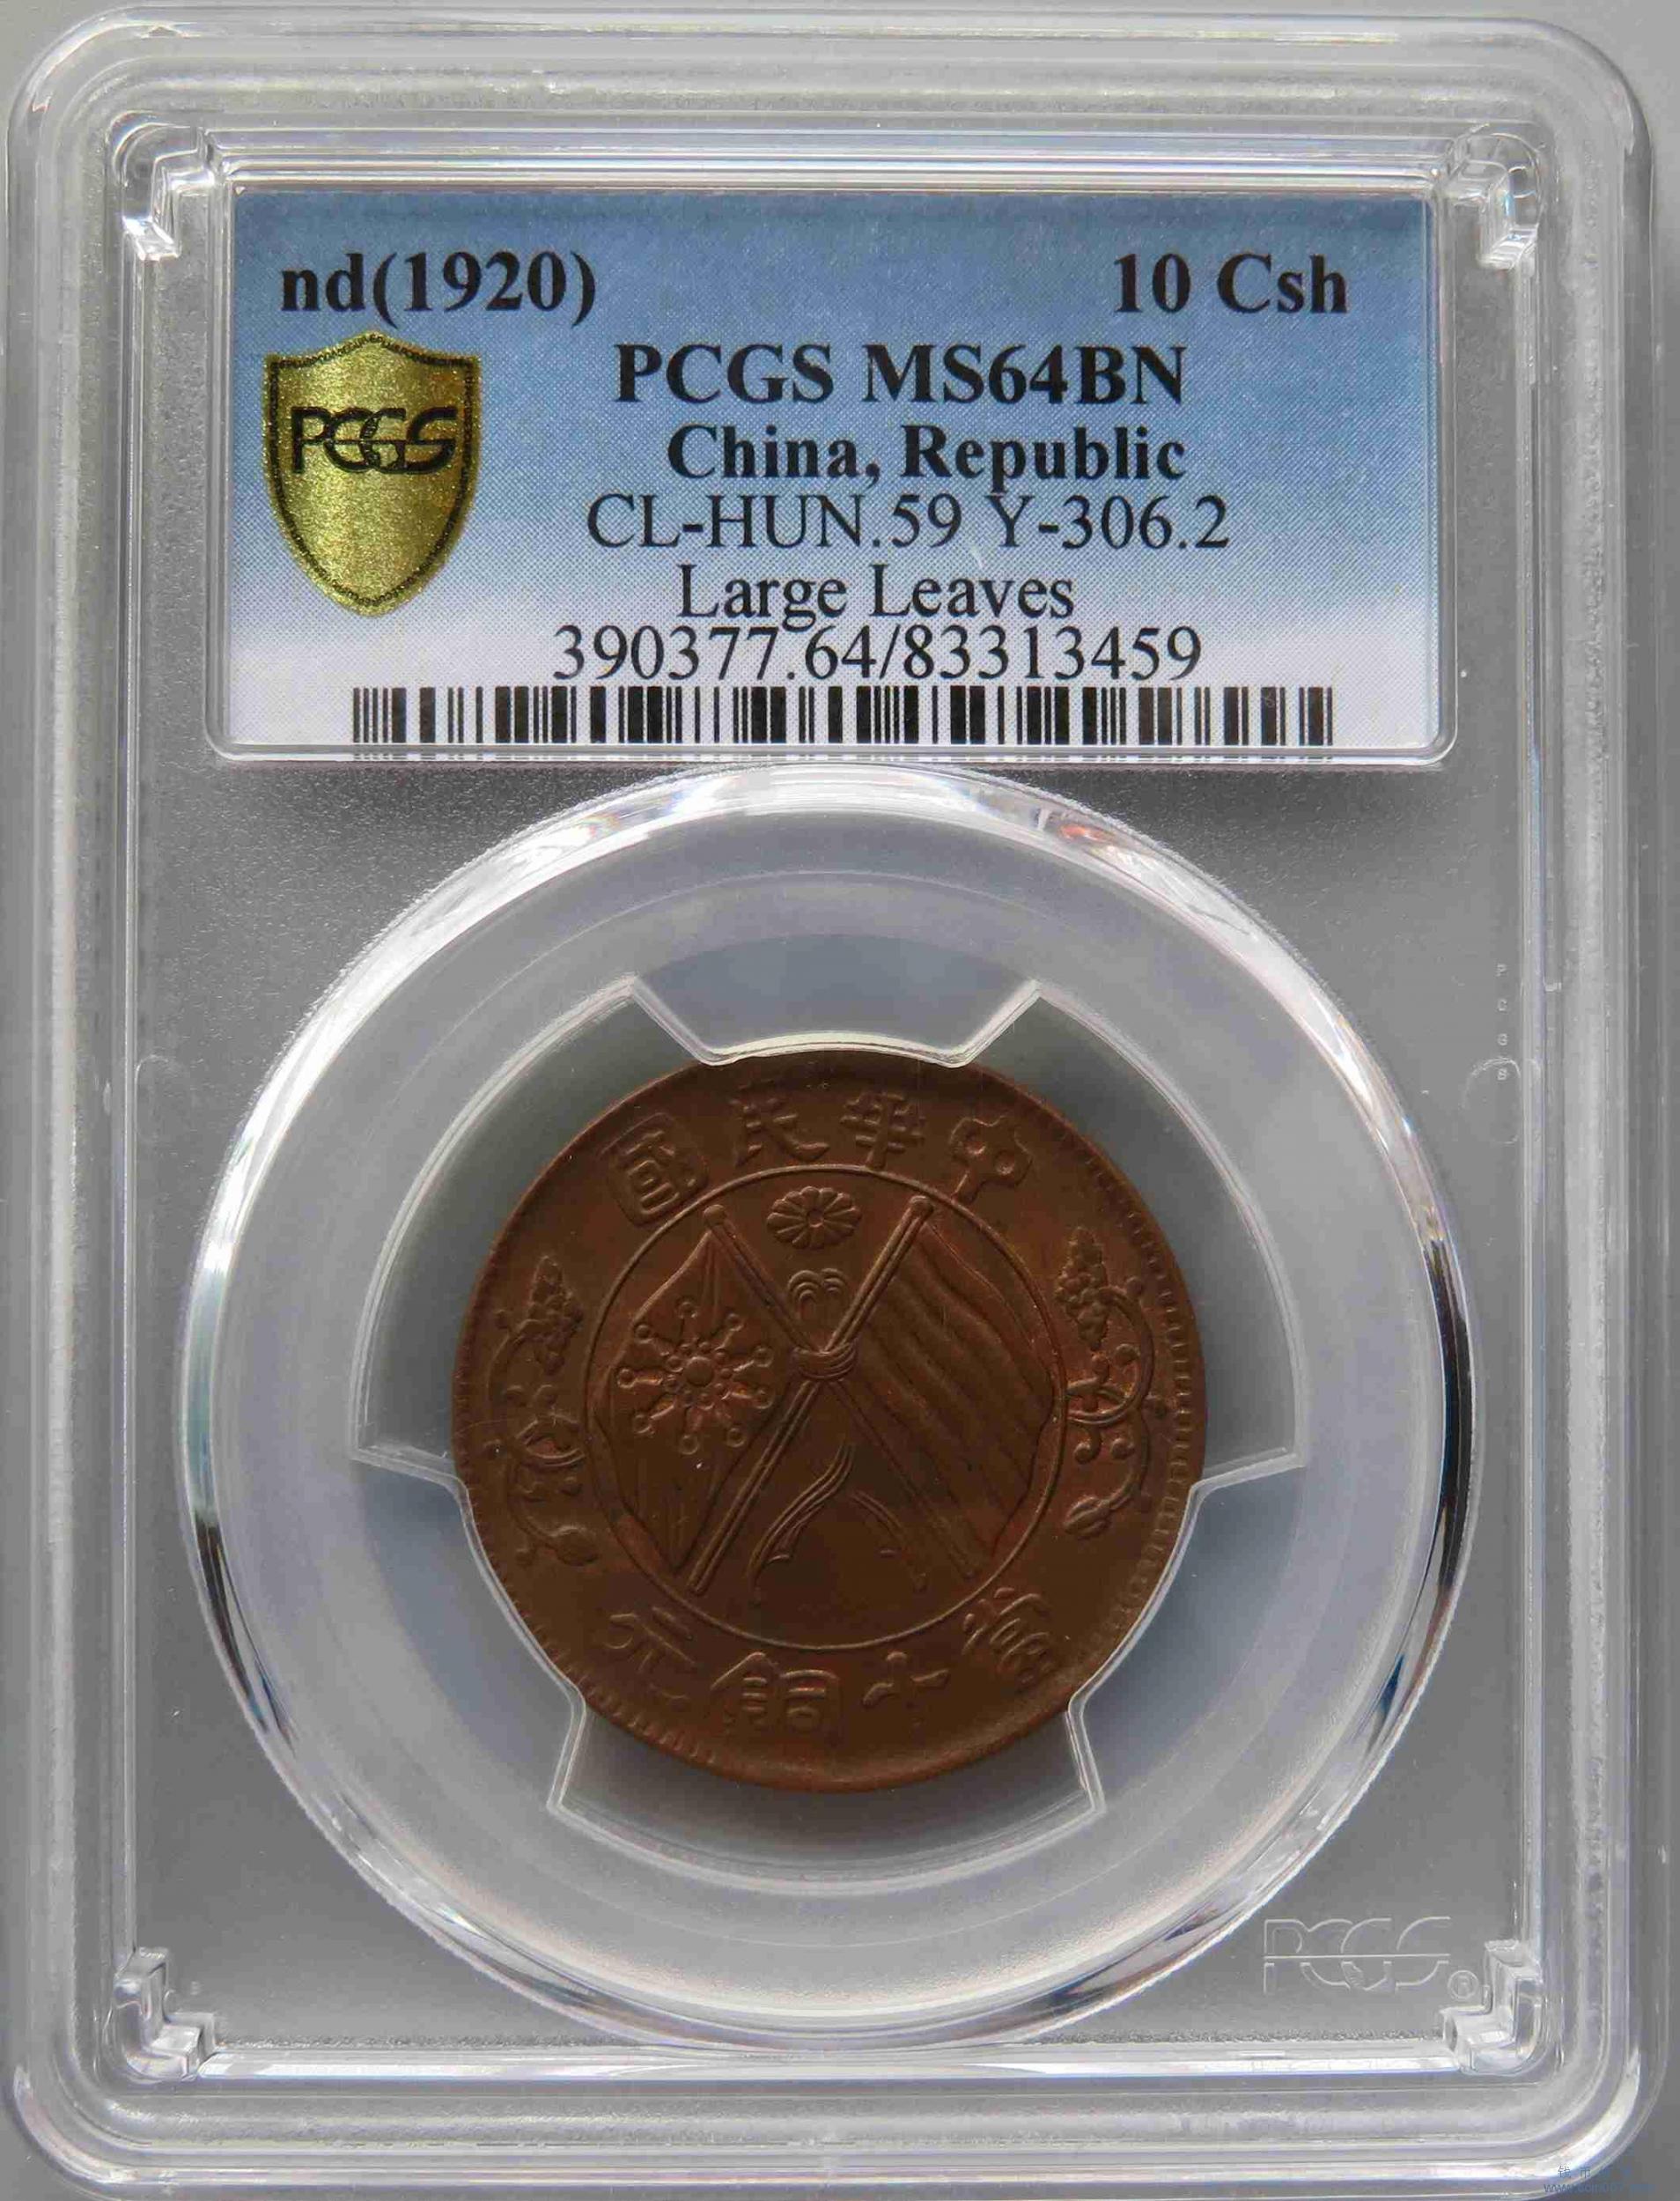 nd(1920) 10 Csh
PCGS MS64BN
PCGS
China, Republic
CL-HUN.59 Y-306.2
Large Leaves
390377.64/83313459
國民華中
元銅十當
PCGS
PCGS®